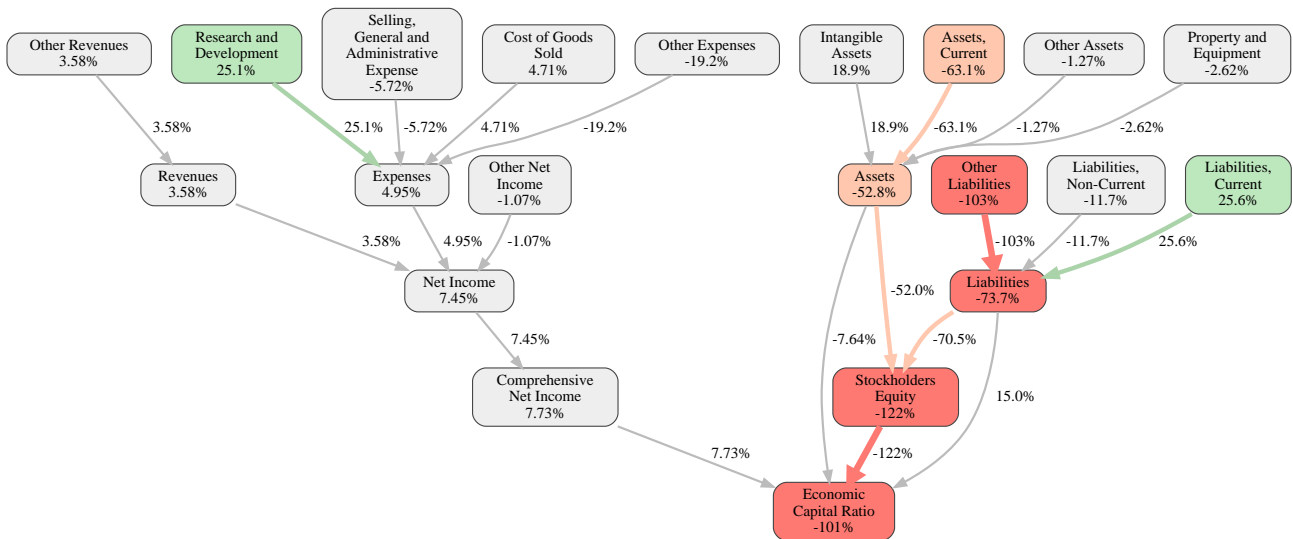 Other Revenues
3.58%
Research and
Development
25.1%
Selling,
General and
Administrative
Expense
-5.72%
Cost of Goods
Sold
4.71%
Other Expenses
-19.2%
Intangible
Assets
18.9%
Assets,
Current
-63.1%
Other Assets
-1.27%
Property and
Equipment
-2.62%
3.58%
25.1%
-5.72%
4.71%
-19.2%
18.9%
-63.1%
-1.27%
-2.62%
Revenues
3.58%
Expenses
4.95%
Other Net
Income
-1.07%
Assets
-52.8%
Other
Liabilities
-103%
Liabilities,
Non-Current
-11.7%
Liabilities,
Current
25.6%
3.58%
4.95%
-1.07%
-103%
-11.7%
25.6%
Net Income
7.45%
-52.0%
Liabilities
-73.7%
7.45%
-7.64%
-70.5%
Comprehensive
Net Income
7.73%
Stockholders
Equity
-122%
15.0%
7.73%
-122%
Economic
Capital Ratio
-101%